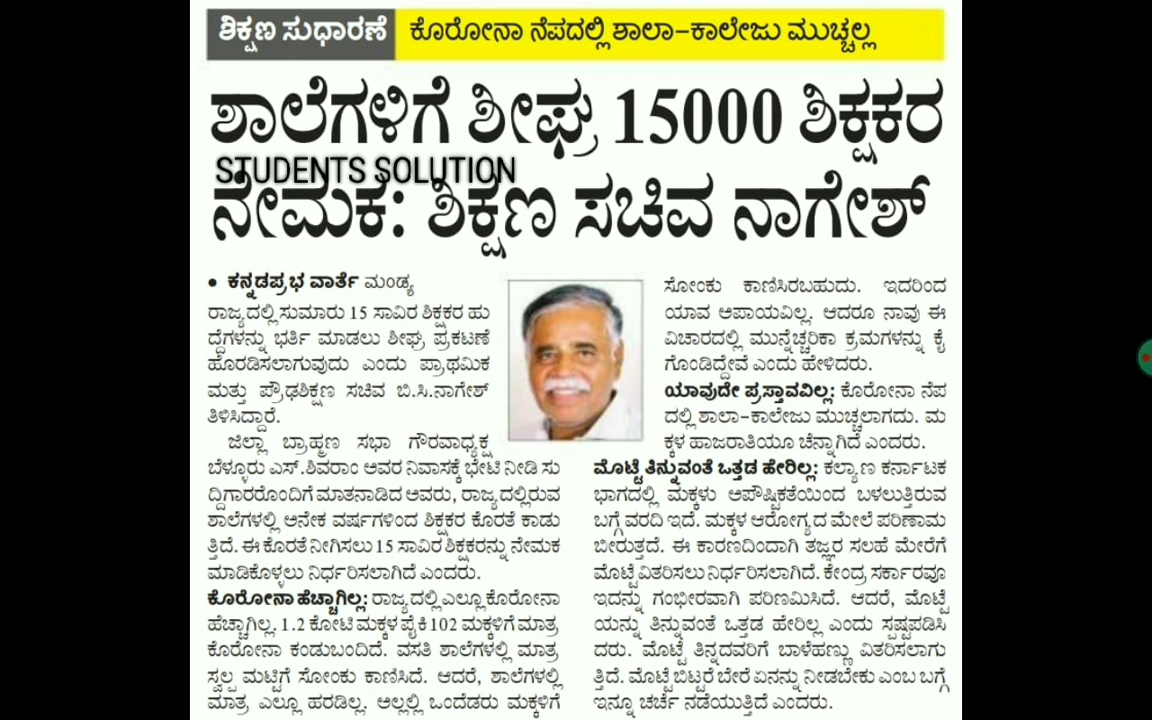 ಶಿಕ್ಷಣ ಸುಧಾರಣೆ ಕೊರೋನಾ ನೆಪದಲ್ಲಿ ಶಾಲಾ-ಕಾಲೇಜು ಮುಚ್ಚಲ್ಲ
ಶಾಲೆಗಳಿಗೆ ಶೀಘ್ರ 15000 ಶಿಕ್ಷಕರ
STUDENTS SOLUTION
ನೇಮಕ: ಶಿಕ್ಷಣ ಸಚಿವ ನಾಗೇಶ್
• ಕನ್ನಡಪ್ರಭ ವಾರ್ತೆ ಮಂಡ್ಯ
ರಾಜ್ಯದಲ್ಲಿ ಸುಮಾರು 15 ಸಾವಿರ ಶಿಕ್ಷಕರ ಹು
ದ್ದೆಗಳನ್ನು ಭರ್ತಿ ಮಾಡಲು ಶೀಘ್ರ ಪ್ರಕಟಣೆ
ಹೊರಡಿಸಲಾಗುವುದು ಎಂದು ಪ್ರಾಥಮಿಕ
ಮತ್ತು ಪ್ರೌಢಶಿಕ್ಷಣ ಸಚಿವ ಬಿ.ಸಿ.ನಾಗೇಶ್
ತಿಳಿಸಿದ್ದಾರೆ.
ಜಿಲ್ಲಾ ಬ್ರಾಹ್ಮಣ ಸಭಾ ಗೌರವಾಧ್ಯಕ್ಷ
ಬೆಳ್ಳೂರು ಎಸ್.ಶಿವರಾಂ ಅವರ ನಿವಾಸಕ್ಕೆ ಭೇಟಿ ನೀಡಿ ಸು
ದ್ದಿಗಾರರೊಂದಿಗೆ ಮಾತನಾಡಿದ ಅವರು, ರಾಜ್ಯದಲ್ಲಿರುವ
ಶಾಲೆಗಳಲ್ಲಿ ಅನೇಕ ವರ್ಷಗಳಿಂದ ಶಿಕ್ಷಕರ ಕೊರತೆ ಕಾಡು
ತ್ತಿದೆ. ಈ ಕೊರತೆ ನೀಗಿಸಲು 15 ಸಾವಿರ ಶಿಕ್ಷಕರನ್ನು ನೇಮಕ
ಮಾಡಿಕೊಳ್ಳಲು ನಿರ್ಧರಿಸಲಾಗಿದೆ ಎಂದರು.
ಕೊರೋನಾ ಹೆಚ್ಚಾಗಿಲ್ಲ: ರಾಜ್ಯದಲ್ಲಿ ಎಲ್ಲೂ ಕೊರೋನಾ
ಹೆಚ್ಚಾಗಿಲ್ಲ. 1.2 ಕೋಟಿ ಮಕ್ಕಳ ಪೈಕಿ 102 ಮಕ್ಕಳಿಗೆ ಮಾತ್ರ
ಕೊರೋನಾ ಕಂಡುಬಂದಿದೆ. ವಸತಿ ಶಾಲೆಗಳಲ್ಲಿ ಮಾತ್ರ
ಸ್ವಲ್ಪ ಮಟ್ಟಿಗೆ ಸೋಂಕು ಕಾಣಿಸಿದೆ. ಆದರೆ, ಶಾಲೆಗಳಲ್ಲಿ
ಮಾತ್ರ ಎಲ್ಲೂ ಹರಡಿಲ್ಲ. ಅಲ್ಲಲ್ಲಿ ಒಂದೆಡರು ಮಕ್ಕಳಿಗೆ
ಸೋಂಕು ಕಾಣಿಸಿರಬಹುದು. ಇದರಿಂದ
ಯಾವ ಅಪಾಯವಿಲ್ಲ. ಆದರೂ ನಾವು ಈ
ವಿಚಾರದಲ್ಲಿ ಮುನ್ನೆಚ್ಚರಿಕಾ ಕ್ರಮಗಳನ್ನು ಕೈ
ಗೊಂಡಿದ್ದೇವೆ ಎಂದು ಹೇಳಿದರು.
ಯಾವುದೇ ಪ್ರಸ್ತಾವವಿಲ್ಲ: ಕೊರೋನಾ ನೆಪ
ದಲ್ಲಿ ಶಾಲಾ-ಕಾಲೇಜು ಮುಚ್ಚಲಾಗದು. ಮ
ಕ್ಕಳ ಹಾಜರಾತಿಯೂ ಚೆನ್ನಾಗಿದೆ ಎಂದರು.
ಮೊಟ್ಟೆ ತಿನ್ನುವಂತೆ ಒತ್ತಡ ಹೇರಿಲ್ಲ: ಕಲ್ಯಾಣ ಕರ್ನಾಟಕ
ಭಾಗದಲ್ಲಿ ಮಕ್ಕಳು ಅಪೌಷ್ಟಿಕತೆಯಿಂದ ಬಳಲುತ್ತಿರುವ
ಬಗ್ಗೆ ವರದಿ ಇದೆ. ಮಕ್ಕಳ ಆರೋಗ್ಯದ ಮೇಲೆ ಪರಿಣಾಮ
ಬೀರುತ್ತದೆ. ಈ ಕಾರಣದಿಂದಾಗಿ ತಜ್ಞರ ಸಲಹೆ ಮೇರೆಗೆ
ಮೊಟ್ಟೆ ವಿತರಿಸಲು ನಿರ್ಧರಿಸಲಾಗಿದೆ. ಕೇಂದ್ರ ಸರ್ಕಾರವೂ
ಇದನ್ನು ಗಂಭೀರವಾಗಿ ಪರಿಣಮಿಸಿದೆ. ಆದರೆ, ಮೊಟ್ಟೆ
ಯನ್ನು ತಿನ್ನುವಂತೆ ಒತ್ತಡ ಹೇರಿಲ್ಲ ಎಂದು ಸ್ಪಷ್ಟಪಡಿಸಿ
ದರು. ಮೊಟ್ಟೆ ತಿನ್ನದವರಿಗೆ ಬಾಳೆಹಣ್ಣು ವಿತರಿಸಲಾಗು
ತ್ತಿದೆ. ಮೊಟ್ಟೆ ಬಿಟ್ಟರೆ ಬೇರೆ ಏನನ್ನು ನೀಡಬೇಕು ಎಂಬ ಬಗ್ಗೆ
ಇನ್ನೂ ಚರ್ಚೆ ನಡೆಯುತ್ತಿದೆ ಎಂದರು.